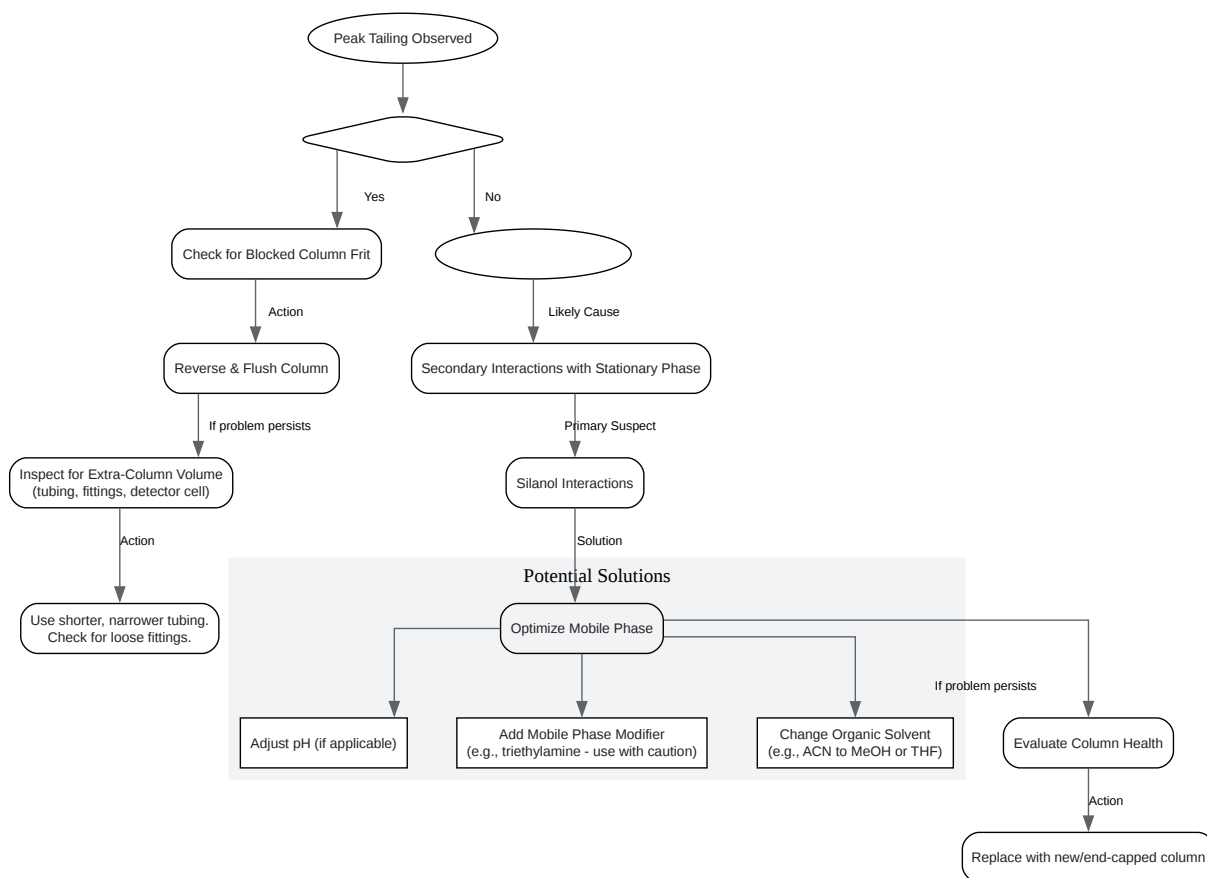 Peak Tailing Observed
Yes
No
Check for Blocked Column Frit
Action
Likely Cause
Reverse & Flush Column
Secondary Interactions with Stationary Phase
If problem persists
Primary Suspect
Inspect for Extra-Column Volume
(tubing, fittings, detector cell)
Silanol Interactions
Action
Solution
Potential Solutions
Use shorter, narrower tubing.
Check for loose fittings.
Optimize Mobile Phase
If problem persists
Adjust pH (if applicable)
Add Mobile Phase Modifier
(e.g., triethylamine - use with caution)
Change Organic Solvent
(e.g., ACN to MeOH or THF)
Evaluate Column Health
Action
Replace with new/end-capped column